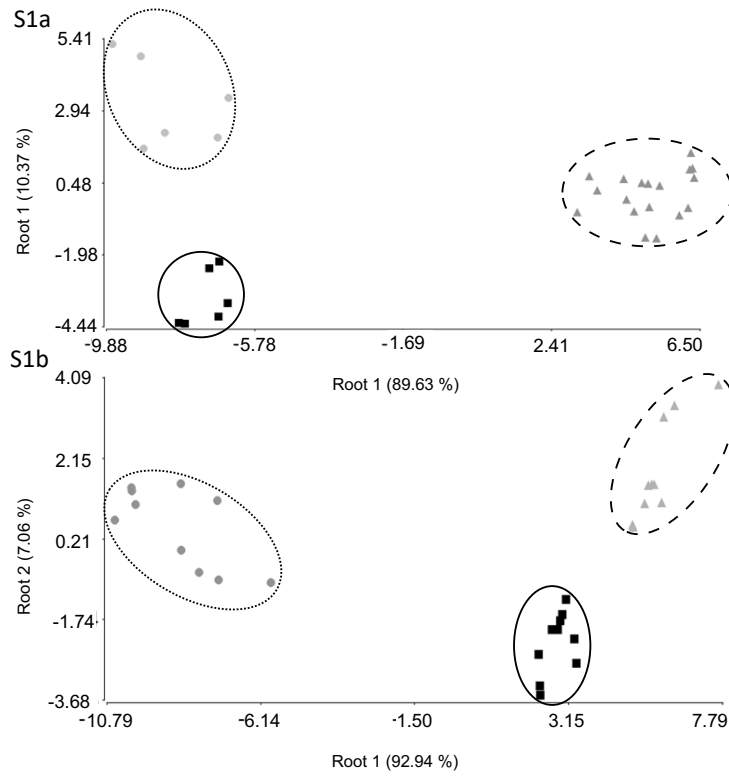 S1a
5.41
2.94
0.48
-1.98
-4.44
Root 1 (10.37 %)
-9.88 -5.78 -1.69 2.41 6.50
Root 1 (89.63 %)
S1b
4.09
2.15
0.21
-1.74
-3.68
Root 2 (7.06 %)
-10.79 -6.14 -1.50 3.15 7.79
Root 1 (92.94 %)